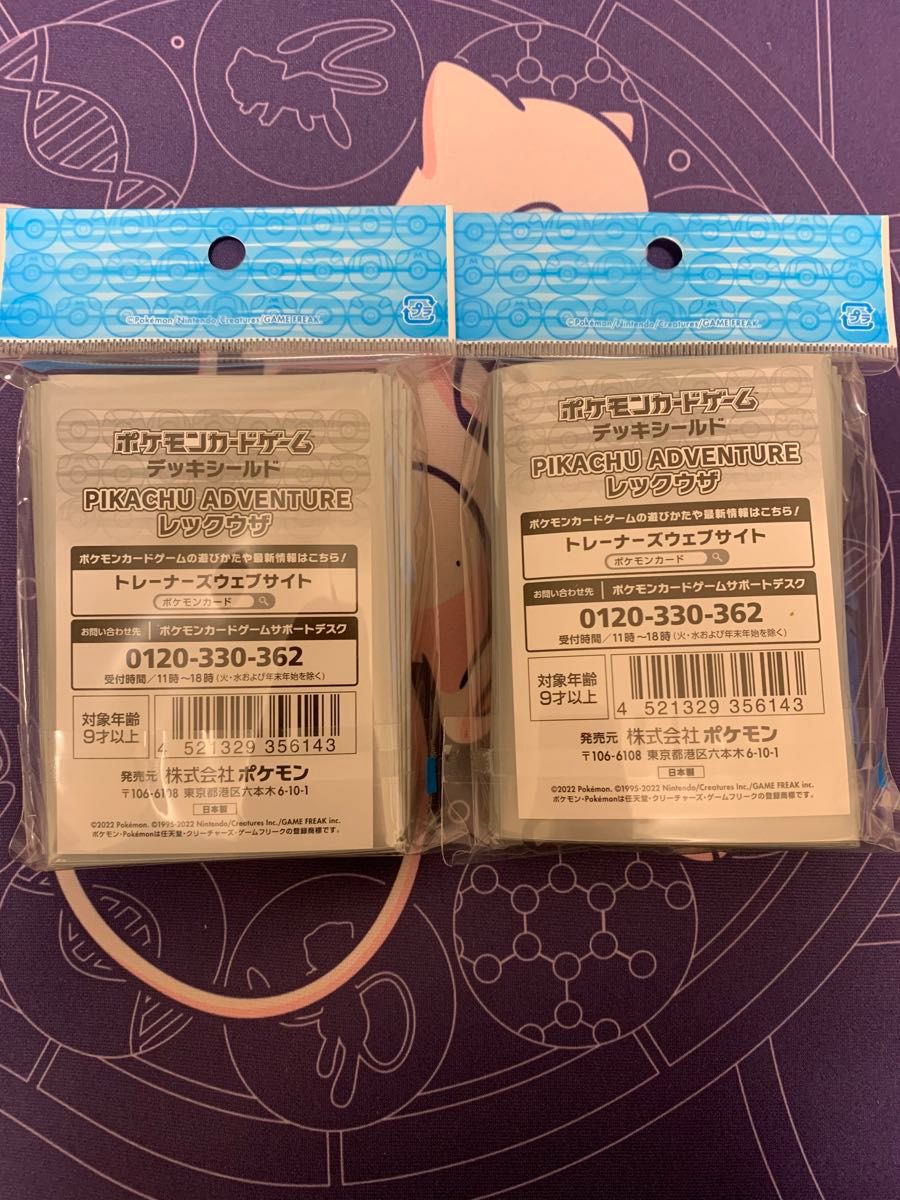 ©Pokémon/Nintendo/Creatures/GAME FREAK.
プラ
ポケモンカードゲーム
デッキシールド
PIKACHU ADVENTURE
レックウザ
ポケモンカードゲームの遊びかたや最新情報はこちら！
トレーナーズウェブサイト
ポケモンカード
お問い合わせ先 ポケモンカードゲームサポートデスク
0120-330-362
受付時間／11時～18時（火・水および年末年始を除く）
対象年齢
9才以上
4 521329 356143
発売元 株式会社 ポケモン
〒106-6108 東京都港区六本木6-10-1
日本製
©2022 Pokémon. ©1995-2022 Nintendo/Creatures Inc./GAME FREAK inc.
ポケモン・Pokémonは任天堂・クリーチャーズ・ゲームフリークの登録商標です。
©Pokémon/Nintendo/Creatures/GAME FREAK.
プラ
ポケモンカードゲーム
デッキシールド
PIKACHU ADVENTURE
レックウザ
ポケモンカードゲームの遊びかたや最新情報はこちら！
トレーナーズウェブサイト
ポケモンカード
お問い合わせ先 ポケモンカードゲームサポートデスク
0120-330-362
受付時間／11時～18時（火・水および年末年始を除く）
対象年齢
9才以上
4 521329 356143
発売元 株式会社 ポケモン
〒106-6108 東京都港区六本木6-10-1
日本製
©2022 Pokémon. ©1995-2022 Nintendo/Creatures Inc./GAME FREAK inc.
ポケモン・Pokémonは任天堂・クリーチャーズ・ゲームフリークの登録商標です。